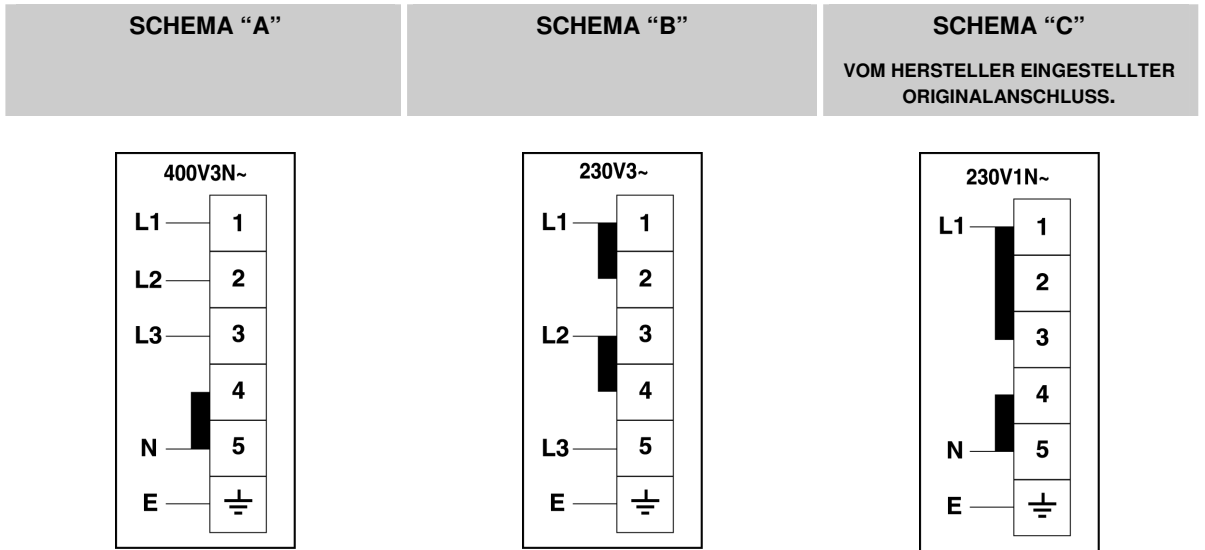 SCHEMA “A”
SCHEMA “B”
SCHEMA “C”
VOM HERSTELLER EINGESTELLTER
ORIGINALANSCHLUSS.
400V3N~
L1 1
L2 2
L3 3
4
N 5
E
230V3~
L1 1
2
L2 3
4
L3 5
E
230V1N~
L1 1
2
3
4
N 5
E